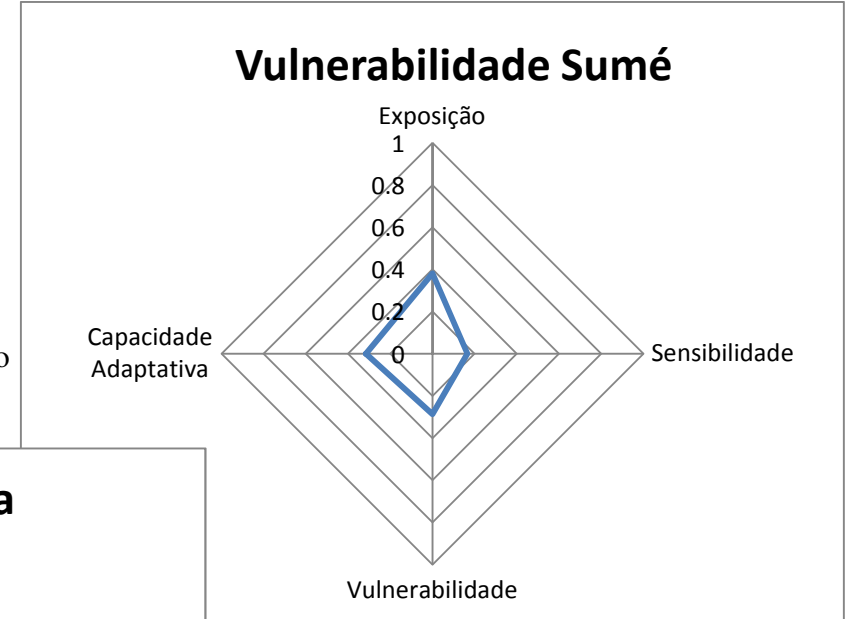 Vulnerabilidade Sumé
Exposição
1
0.8
0.6
0.4
0.2
0
Capacidade
Adaptativa
Sensibilidade
Vulnerabilidade
o
a